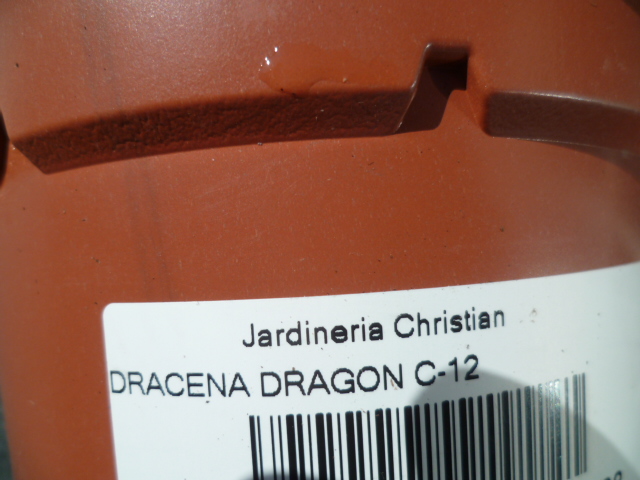 Jardineria Christian
DRACENA DRAGON C-12